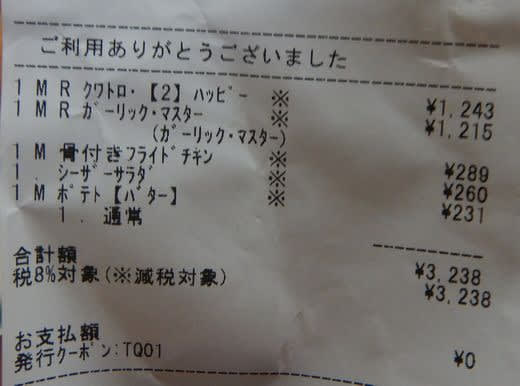 ご利用ありがとうございました
1 M R クワトロ・【2】ハッピー ※ ¥1,243
1 M R ガーリック・マスター ※ ¥1,215
(ガーリック・マスター)
1 M 骨付きフライドチキン ※ ¥289
1. シーザーサラダ ※ ¥260
1 M ポテト【バター】 ※ ¥231
1. 通常
合計額 ¥3,238
税8%対象(※減税対象) ¥3,238
お支払額 ¥0
発行クーポン:TQ01